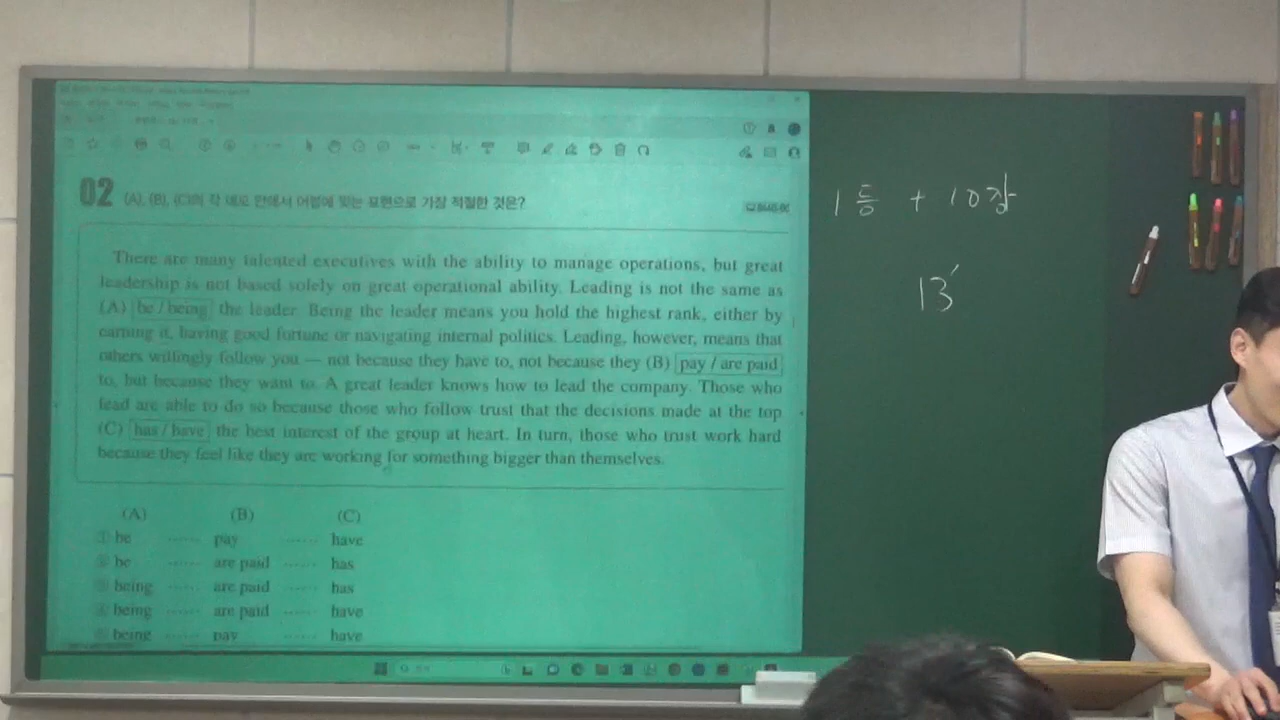 02 (A), (B), (C)의 각 네모 안에서 어법에 맞는 표현으로 가장 적절한 것은?
There are many talented executives with the ability to manage operations, but great
leadership is not based solely on great operational ability. Leading is not the same as
(A) be / being the leader. Being the leader means you hold the highest rank, either by
earning it, having good fortune or navigating internal politics. Leading, however, means that
others willingly follow you — not because they have to, not because they (B) pay / are paid
to, but because they want to. A great leader knows how to lead the company. Those who
lead are able to do so because those who follow trust that the decisions made at the top
(C) has / have the best interest of the group at heart. In turn, those who trust work hard
because they feel like they are working for something bigger than themselves.
(A) (B) (C)
① be ······ pay ······ have
② be ······ are paid ······ has
③ being ······ are paid ······ has
④ being ······ are paid ······ have
⑤ being ······ pay ······ have
1등 + 10장
13′